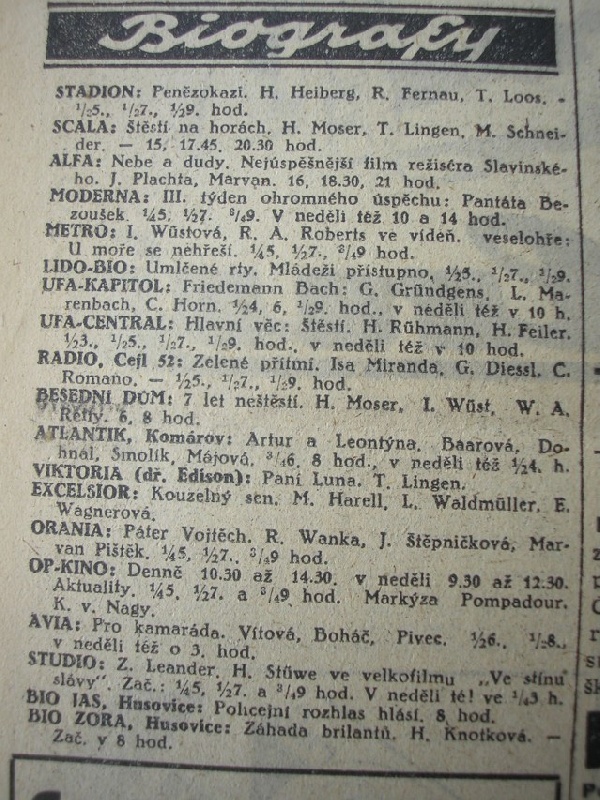 Biografy
STADION: Penězokazi. H. Heiberg, R. Fernau, T. Loos. -
½5., ½7., ½9. hod.
SCALA: Štěstí na horách. H. Moser, T. Lingen, M. Schnei-
der. — 15, 17.45, 20.30 hod.
ALFA: Nebe a dudy. Nejúspěšnější film režiséra Slavinské-
ho. J. Plachta, Marvan. 16, 18.30, 21 hod.
MODERNA: III. týden ohromného úspěchu: Pantáta Be-
zoušek. ¼5, ½7. ¾9. V neděli též 10 a 14 hod.
METRO: I. Wüstová, R. A. Roberts ve vídeň. veselohře:
U moře se nehřeší. ¼5, ½7., ¾9 hod.
LIDO-BIO: Umlčené rty. Mládeži přístupno. ½5., ½7., ½9.
UFA-KAPITOL: Friedemann Bach: G. Gründgens, L. Ma-
renbach, C. Horn. ¼4, 6, ½9. hod., v neděli též v 10 h.
UFA-CENTRAL: Hlavní věc: Štěstí. H. Rühmann, H. Feiler.
½3., ½5., ½7., ½9. hod., v neděli též v 10 hod.
RADIO, Cejl 52: Zelené přítmí. Isa Miranda, G. Diessl. C.
Romano. — ½5., ½7., ½9. hod.
BESEDNÍ DŮM: 7 let neštěstí. H. Moser, I. Wüst, W. A.
Retty. 6, 8 hod.
ATLANTIK, Komárov: Artur a Leontýna. Baarová, Do-
hnal, Smolík, Májová. ¾6. 8 hod., v neděli též ¼4. h.
VIKTORIA (dř. Edison): Paní Luna. T. Lingen.
EXCELSIOR: Kouzelný sen. M. Harell, L. Waldmüller. E.
Wagnerová.
ORANIA: Páter Vojtěch. R. Wanka, J. Štěpničková, Mar-
van Pištěk. ¼5, ½7. ¾9 hod.
OP-KINO: Denně 10.30 až 14.30. v neděli 9.30 až 12.30.
Aktuality. ¼5. ½7. a ¾9 hod. Markýza Pompadour.
K. v. Nagy.
AVIA: Pro kamaráda. Vítová, Boháč, Pivec. ½6. ½8.,
v neděli též o 3. hod.
STUDIO: Z. Leander, H. Stüwe ve velkofilmu „Ve stínu
slávy“. Zač.: ¼5, ½7. a ¾9 hod. V neděli té! ve ¼3 h.
BIO JAS, Husovice: Policejní rozhlas hlásí. 8 hod.
BIO ZORA, Husovice: Záhada brilantů. H. Knotková. —
Zač. v 8 hod.